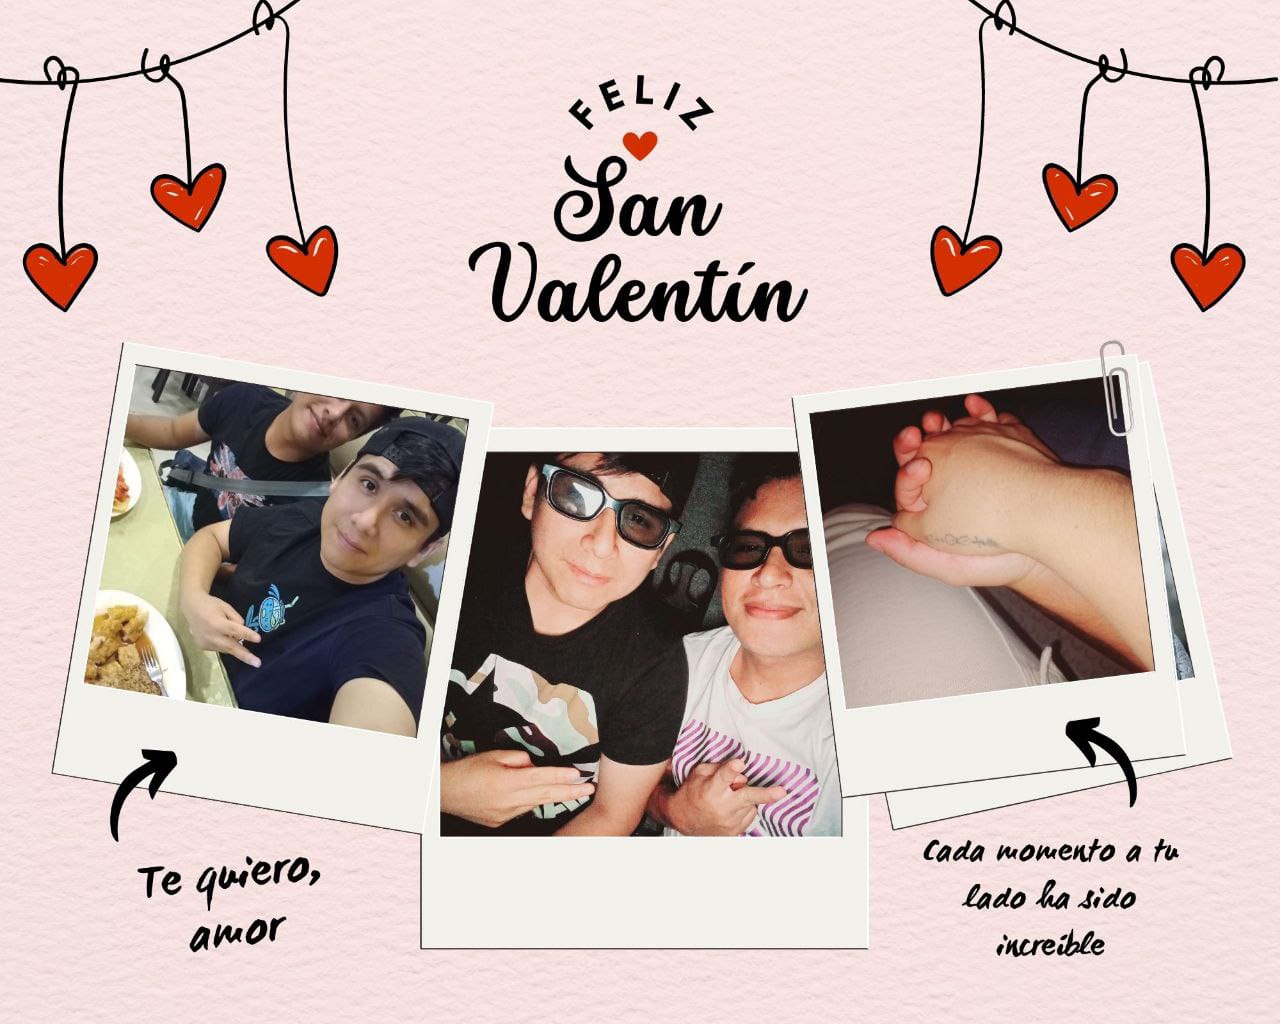 FELIZ
San
Valentín
Te quiero,
amor
Cada momento a tu
lado ha sido
increíble